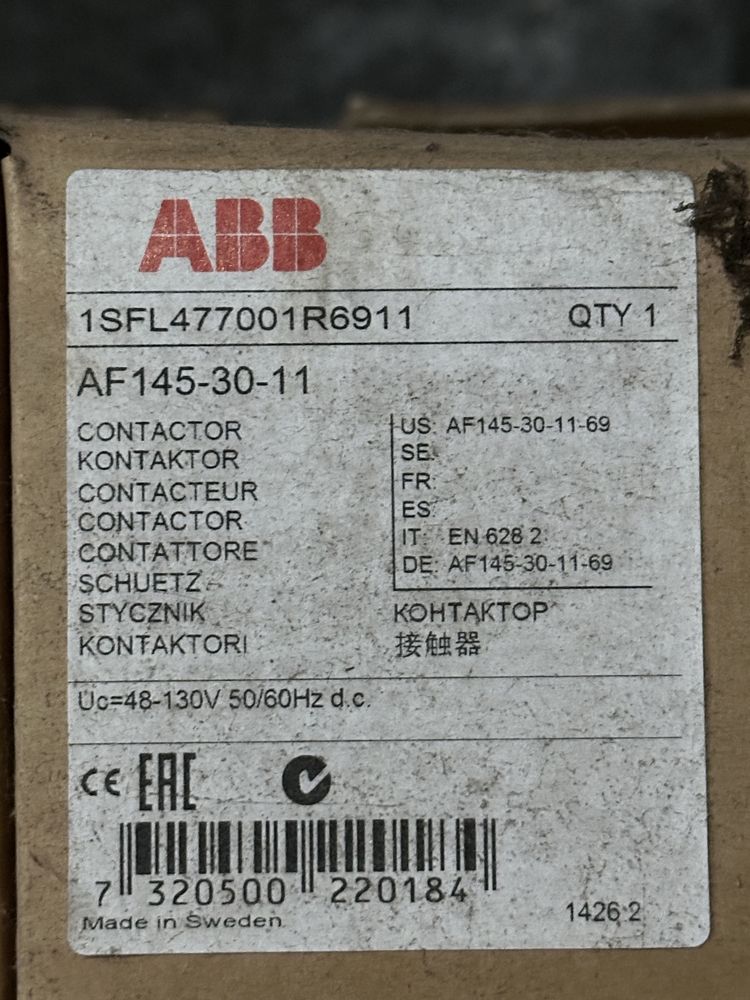 ABB
1SFL477001R6911 QTY 1
AF145-30-11
CONTACTOR
KONTAKTOR
CONTACTEUR
CONTACTOR
CONTATTORE
SCHUETZ
STYCZNIK
KONTAKTORI
US: AF145-30-11-69
SE:
FR:
ES:
IT: EN 628 2
DE: AF145-30-11-69
КОНТАКТОР
接触器
Uc=48-130V 50/60Hz d.c.
CE EAC
7 320500 220184
Made in Sweden
1426 2